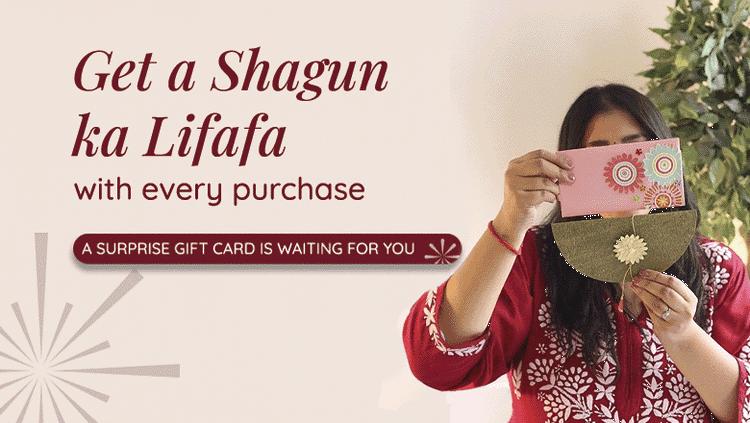 Get a Shagun
ka Lifafa
with every purchase
A SURPRISE GIFT CARD IS WAITING FOR YOU